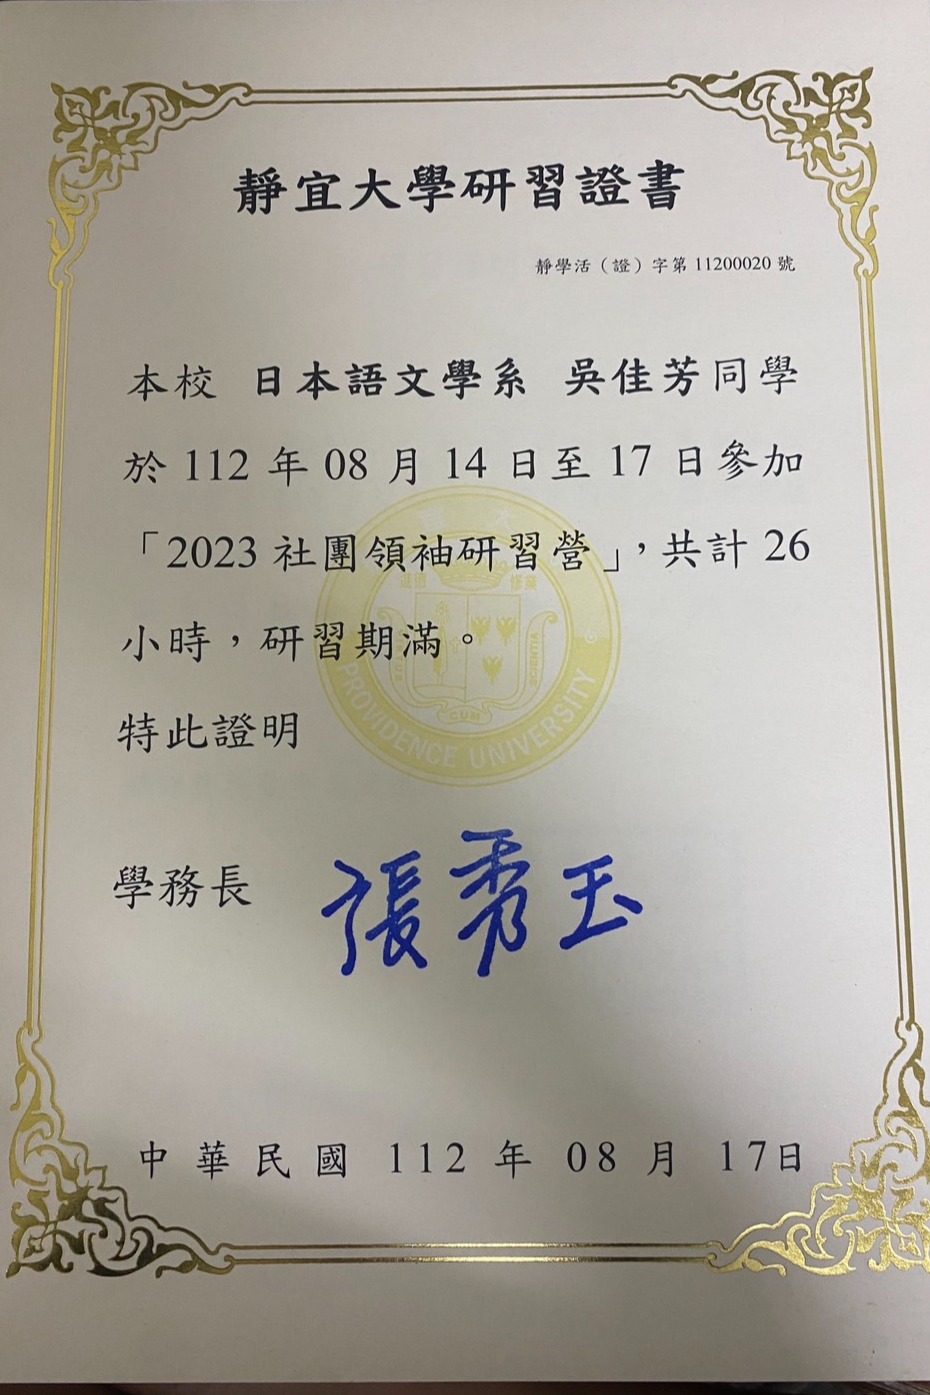 靜宜大學研習證書
靜學活（證）字第 11200020 號
本校 日本語文學系 吳佳芳同學
於 112 年 08 月 14 日至 17 日參加
「2023 社團領袖研習營」，共計 26
小時，研習期滿。
特此證明
PROVIDENCE UNIVERSITY
學務長 張秀玉
中華民國 112 年 08 月 17日